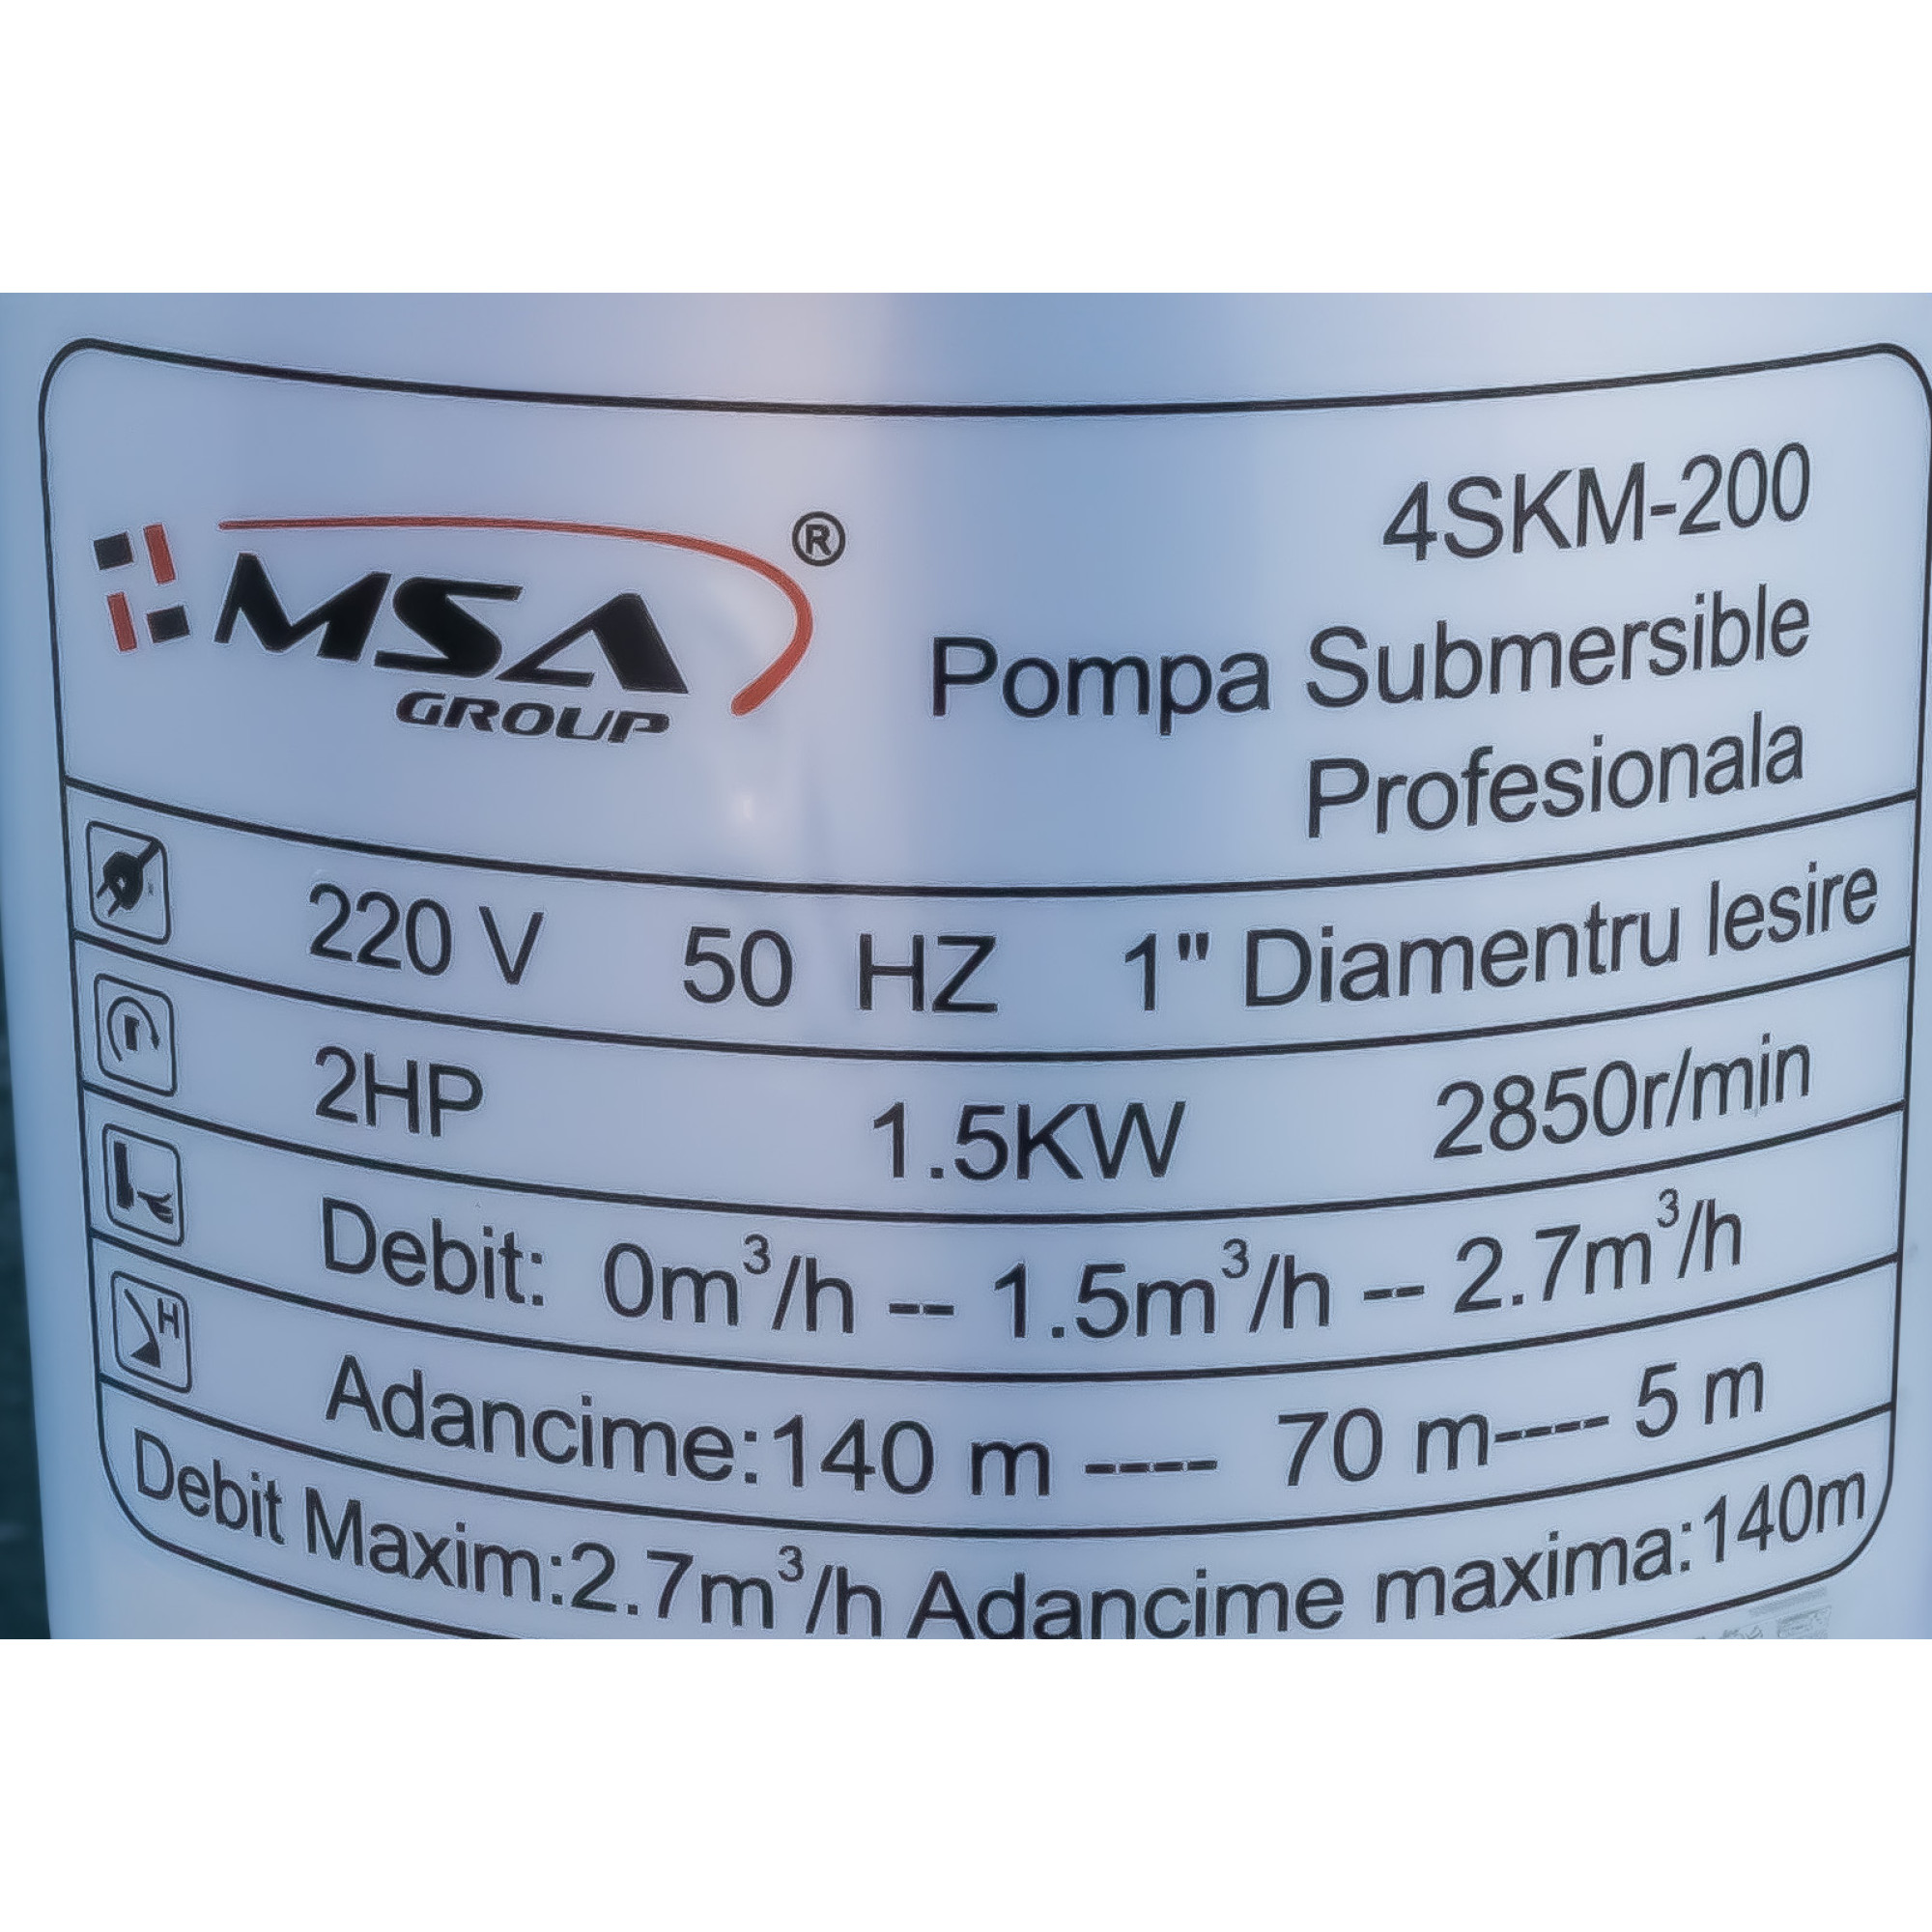 4SKM-200
MSA ®
GROUP
Pompa Submersible
Profesionala
220 V 50 HZ 1" Diamentru Iesire
r 2HP 1.5KW 2850r/min
Debit: 0m³/h -- 1.5m³/h -- 2.7m³/h
H Adancime:140 m ---- 70 m---- 5 m
Debit Maxim:2.7m³/h Adancime maxima:140m